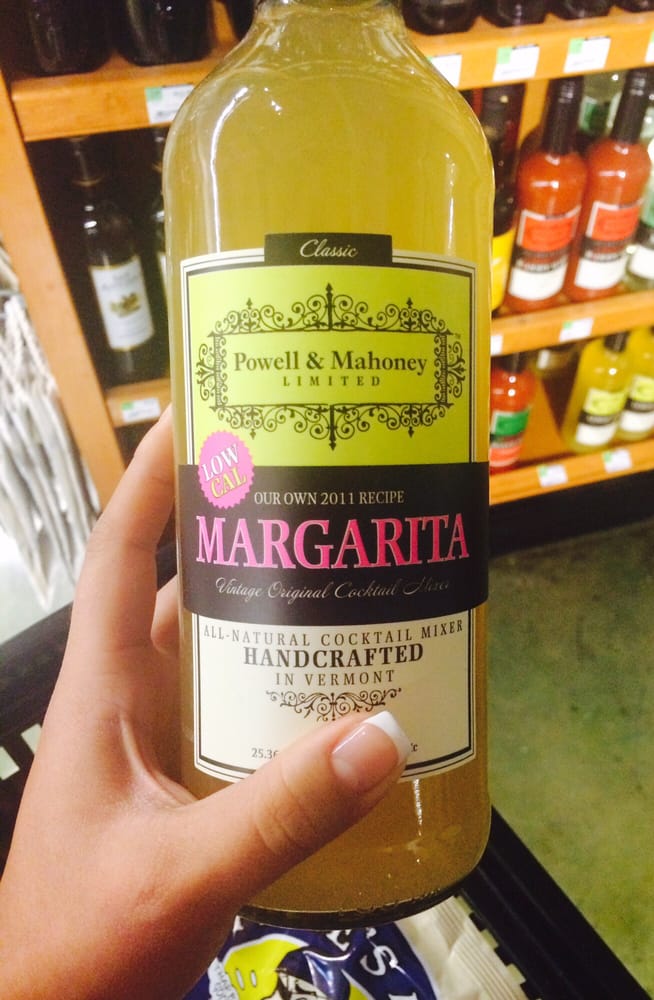 Classic
Powell & Mahoney
LIMITED
LOW
CAL
OUR OWN 2011 RECIPE
MARGARITA
Vintage Original Cocktail Mixer
ALL-NATURAL COCKTAIL MIXER
HANDCRAFTED
IN VERMONT